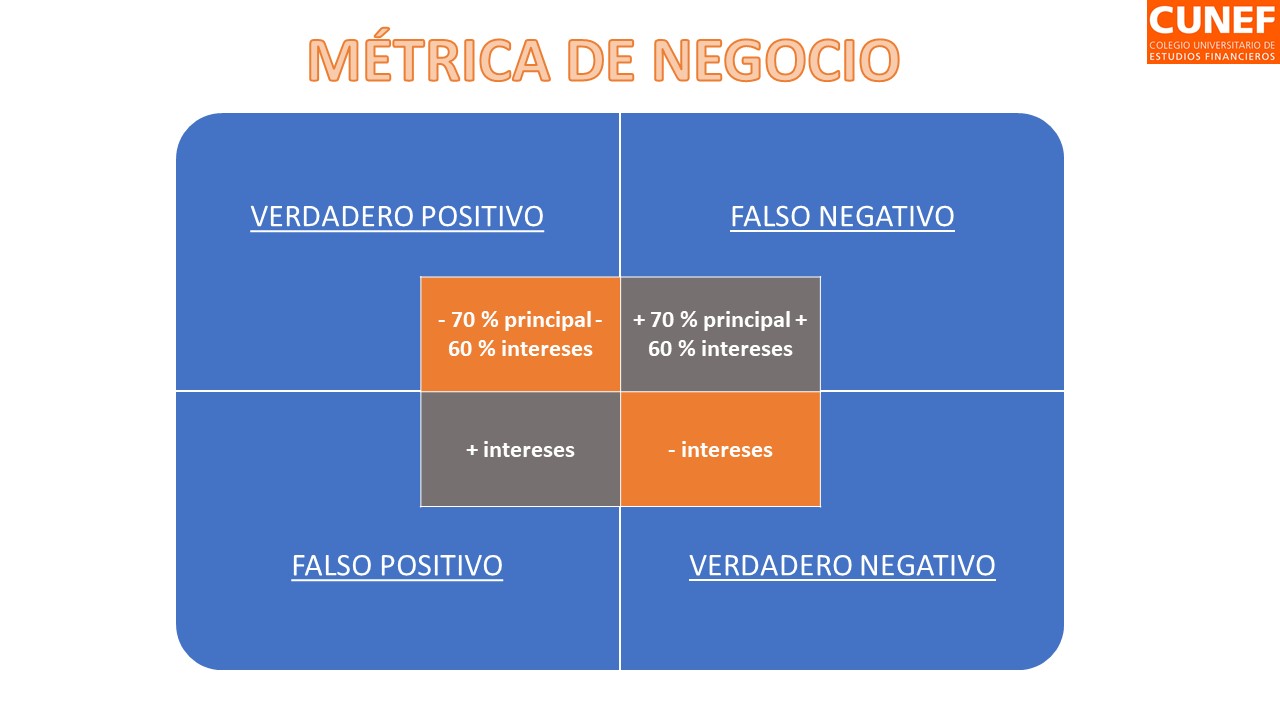 CUNEF
COLEGIO UNIVERSITARIO DE
ESTUDIOS FINANCIEROS
MÉTRICA DE NEGOCIO
VERDADERO POSITIVO
FALSO NEGATIVO
- 70 % principal -
60 % intereses
+ 70 % principal +
60 % intereses
+ intereses
- intereses
FALSO POSITIVO
VERDADERO NEGATIVO